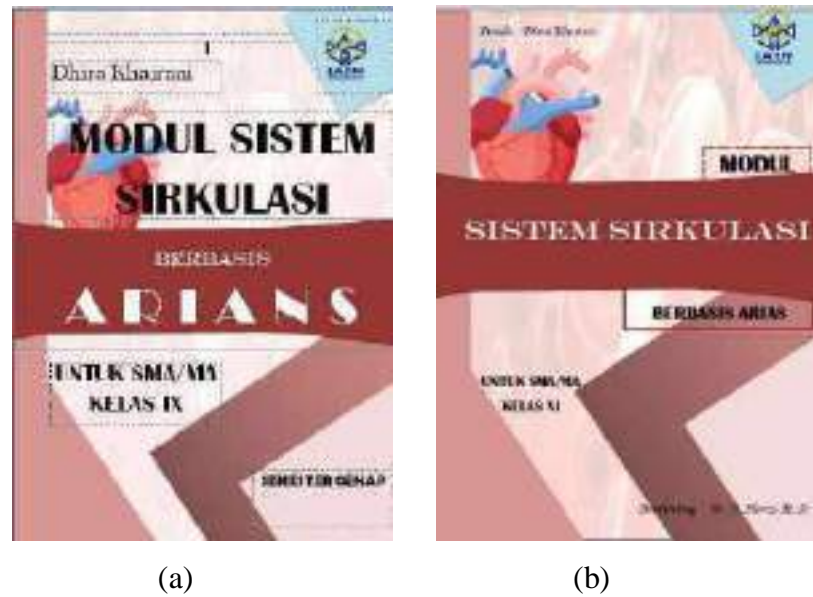 Dhira Khairani
MODUL SISTEM
SIRKULASI
BERBASIS
ARIANS
UNTUK SMA/MA
KELAS IX
SEMESTER GENAP
(a)
MODUL
SISTEM SIRKULASI
BERBASIS ARIAS
UNTUK SMA/MA
KELAS XI
(b)